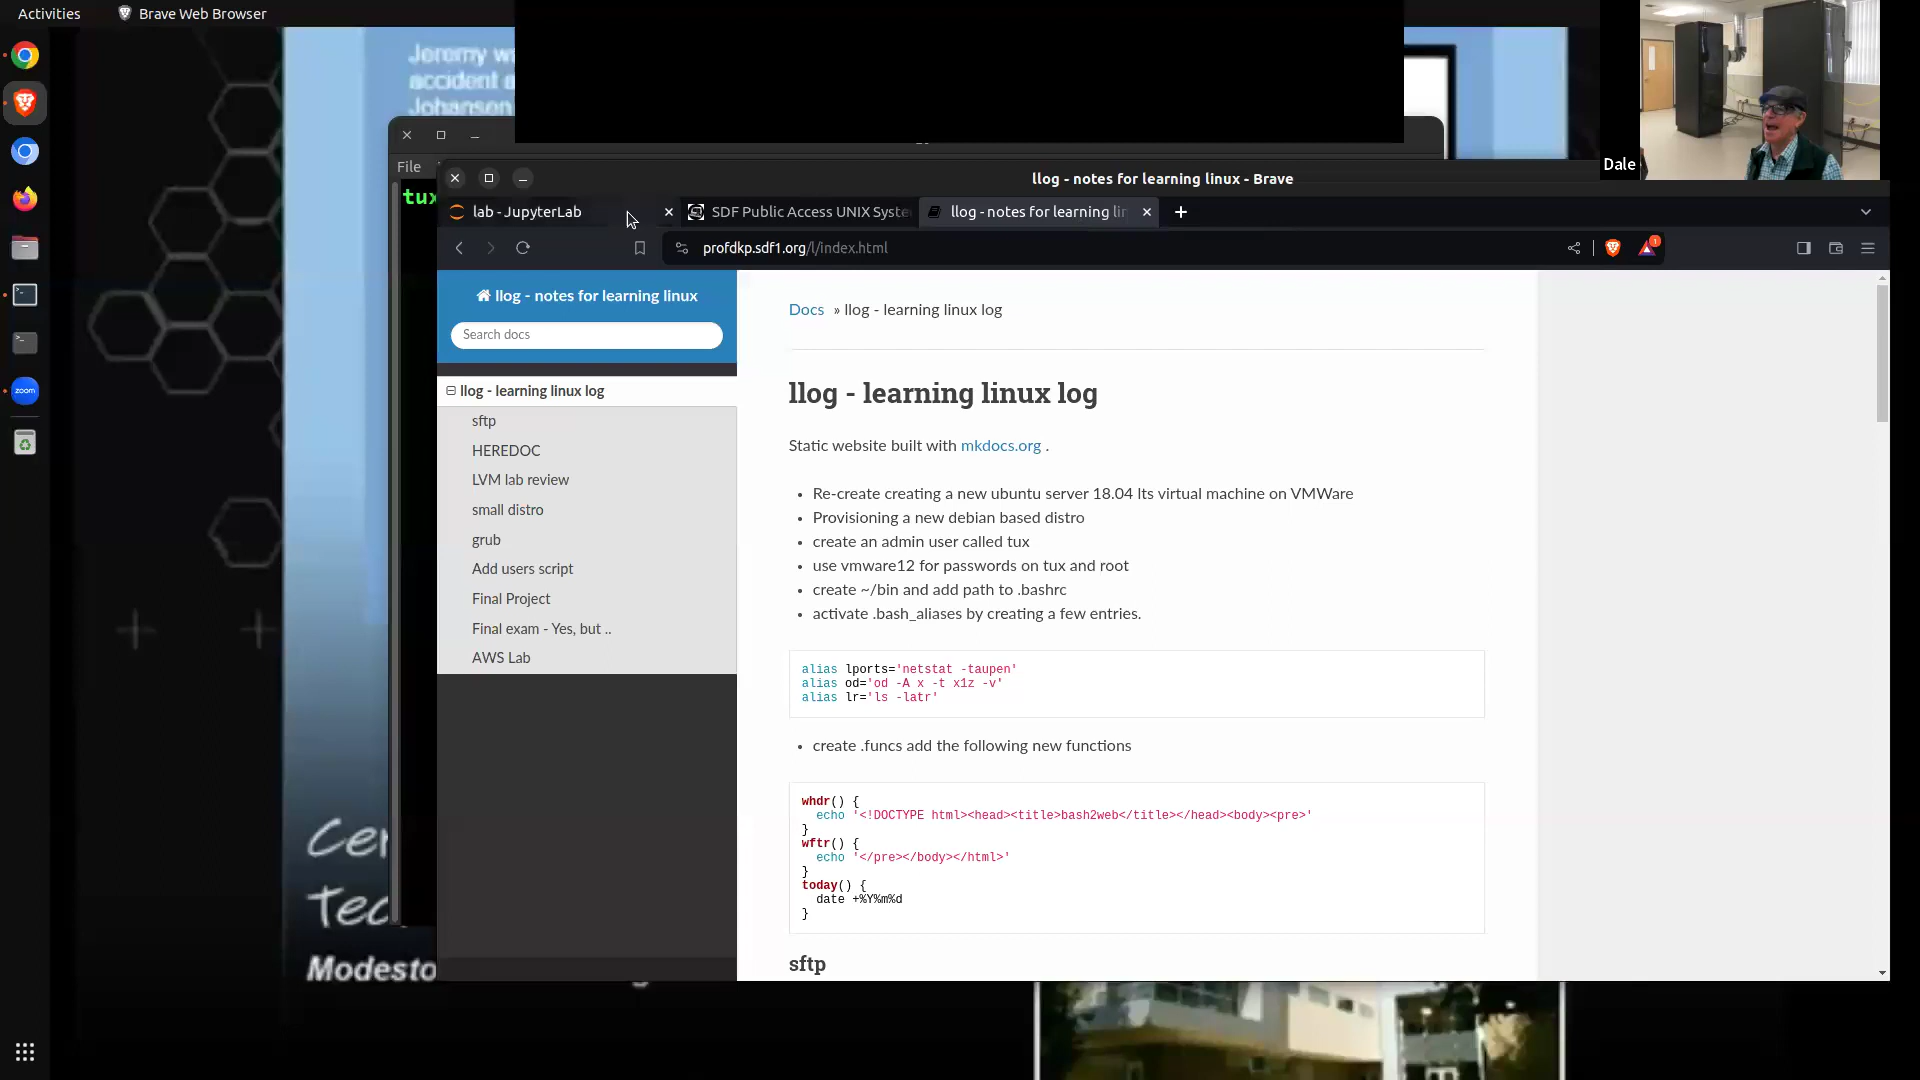 Activities
Brave Web Browser
Jeremy
accident
Johansen
File
tux
llog - notes for learning linux - Brave
lab - JupyterLab
SDF Public Access UNIX Syste
llog - notes for learning lin
profdkp.sdf1.org/l/index.html
1
Dale
zoom
llog - notes for learning linux
Search docs
llog - learning linux log
sftp
HEREDOC
LVM lab review
small distro
grub
Add users script
Final Project
Final exam - Yes, but ..
AWS Lab
Docs » llog - learning linux log
llog - learning linux log
Static website built with mkdocs.org .
• Re-create creating a new ubuntu server 18.04 lts virtual machine on VMWare
• Provisioning a new debian based distro
• create an admin user called tux
• use vmware12 for passwords on tux and root
• create ~/bin and add path to .bashrc
• activate .bash_aliases by creating a few entries.
alias lports='netstat -taupen'
alias od='od -A x -t x1z -v'
alias lr='ls -latr'
• create .funcs add the following new functions
whdr() {
  echo '<!DOCTYPE html><head><title>bash2web</title></head><body><pre>'
}
wftr() {
  echo '</pre></body></html>'
}
today() {
  date +%Y%m%d
}
sftp
Modesto